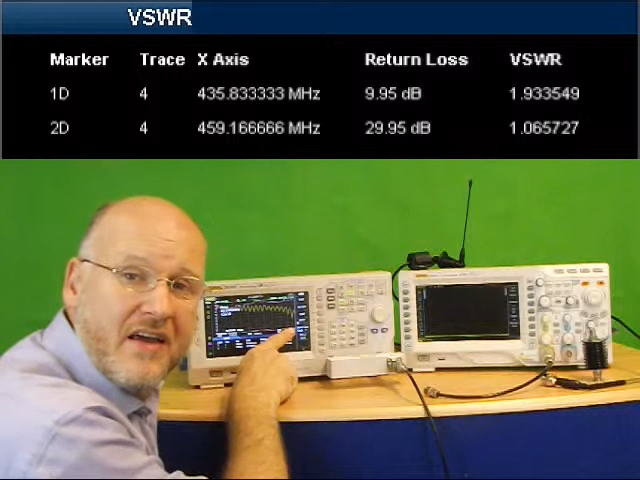 VSWR
Marker Trace X Axis Return Loss VSWR
1D 4 435.833333 MHz 9.95 dB 1.933549
2D 4 459.166666 MHz 29.95 dB 1.065727